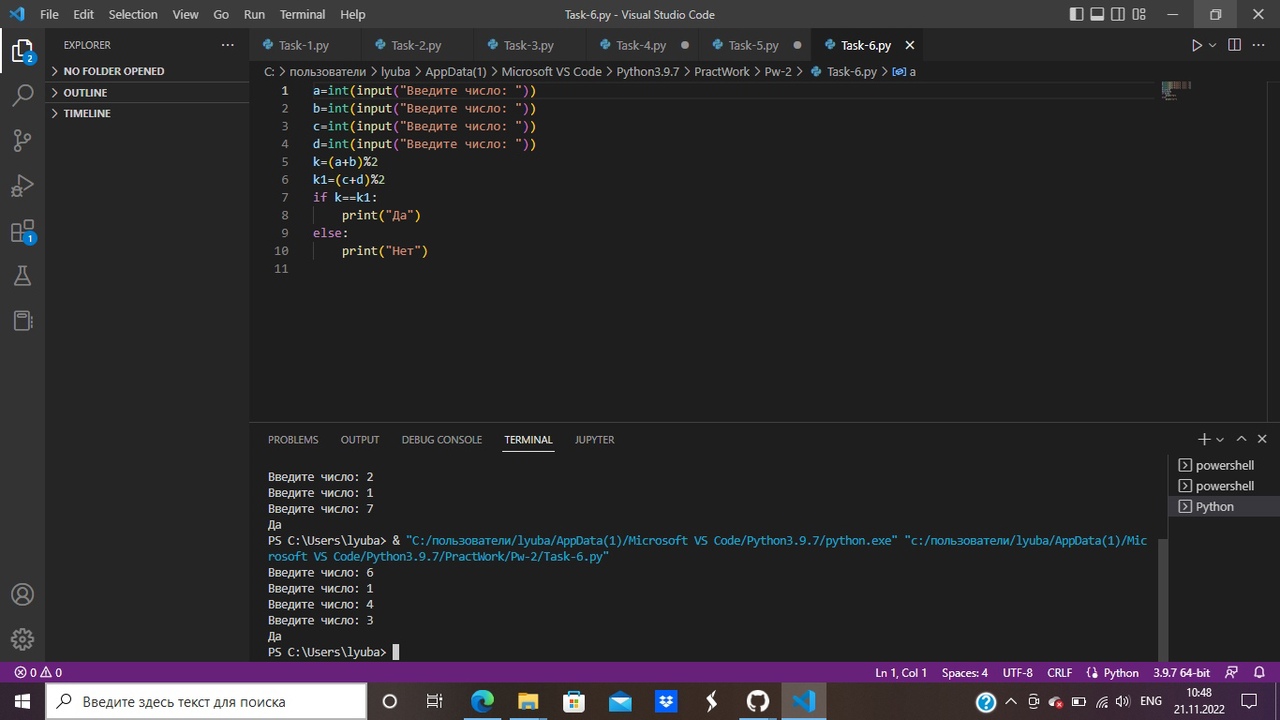 File Edit Selection View Go Run Terminal Help
Task-6.py - Visual Studio Code
EXPLORER
Task-1.py Task-2.py Task-3.py Task-4.py Task-5.py Task-6.py
NO FOLDER OPENED
C: > пользователи > lyuba > AppData(1) > Microsoft VS Code > Python3.9.7 > PractWork > Pw-2 > Task-6.py > a
OUTLINE
TIMELINE
1 a=int(input("Введите число: "))
2 b=int(input("Введите число: "))
3 c=int(input("Введите число: "))
4 d=int(input("Введите число: "))
5 k=(a+b)%2
6 k1=(c+d)%2
7 if k==k1:
8 print("Да")
9 else:
10 print("Нет")
11
2
1
PROBLEMS OUTPUT DEBUG CONSOLE TERMINAL JUPYTER
Введите число: 2
Введите число: 1
Введите число: 7
Да
PS C:\Users\lyuba> & "C:/пользователи/lyuba/AppData(1)/Microsoft VS Code/Python3.9.7/python.exe" "c:/пользователи/lyuba/AppData(1)/Mic
rosoft VS Code/Python3.9.7/PractWork/Pw-2/Task-6.py"
Введите число: 6
Введите число: 1
Введите число: 4
Введите число: 3
Да
PS C:\Users\lyuba>
powershell
powershell
Python
0 0
Ln 1, Col 1 Spaces: 4 UTF-8 CRLF Python 3.9.7 64-bit
Введите здесь текст для поиска
ENG
10:48
21.11.2022